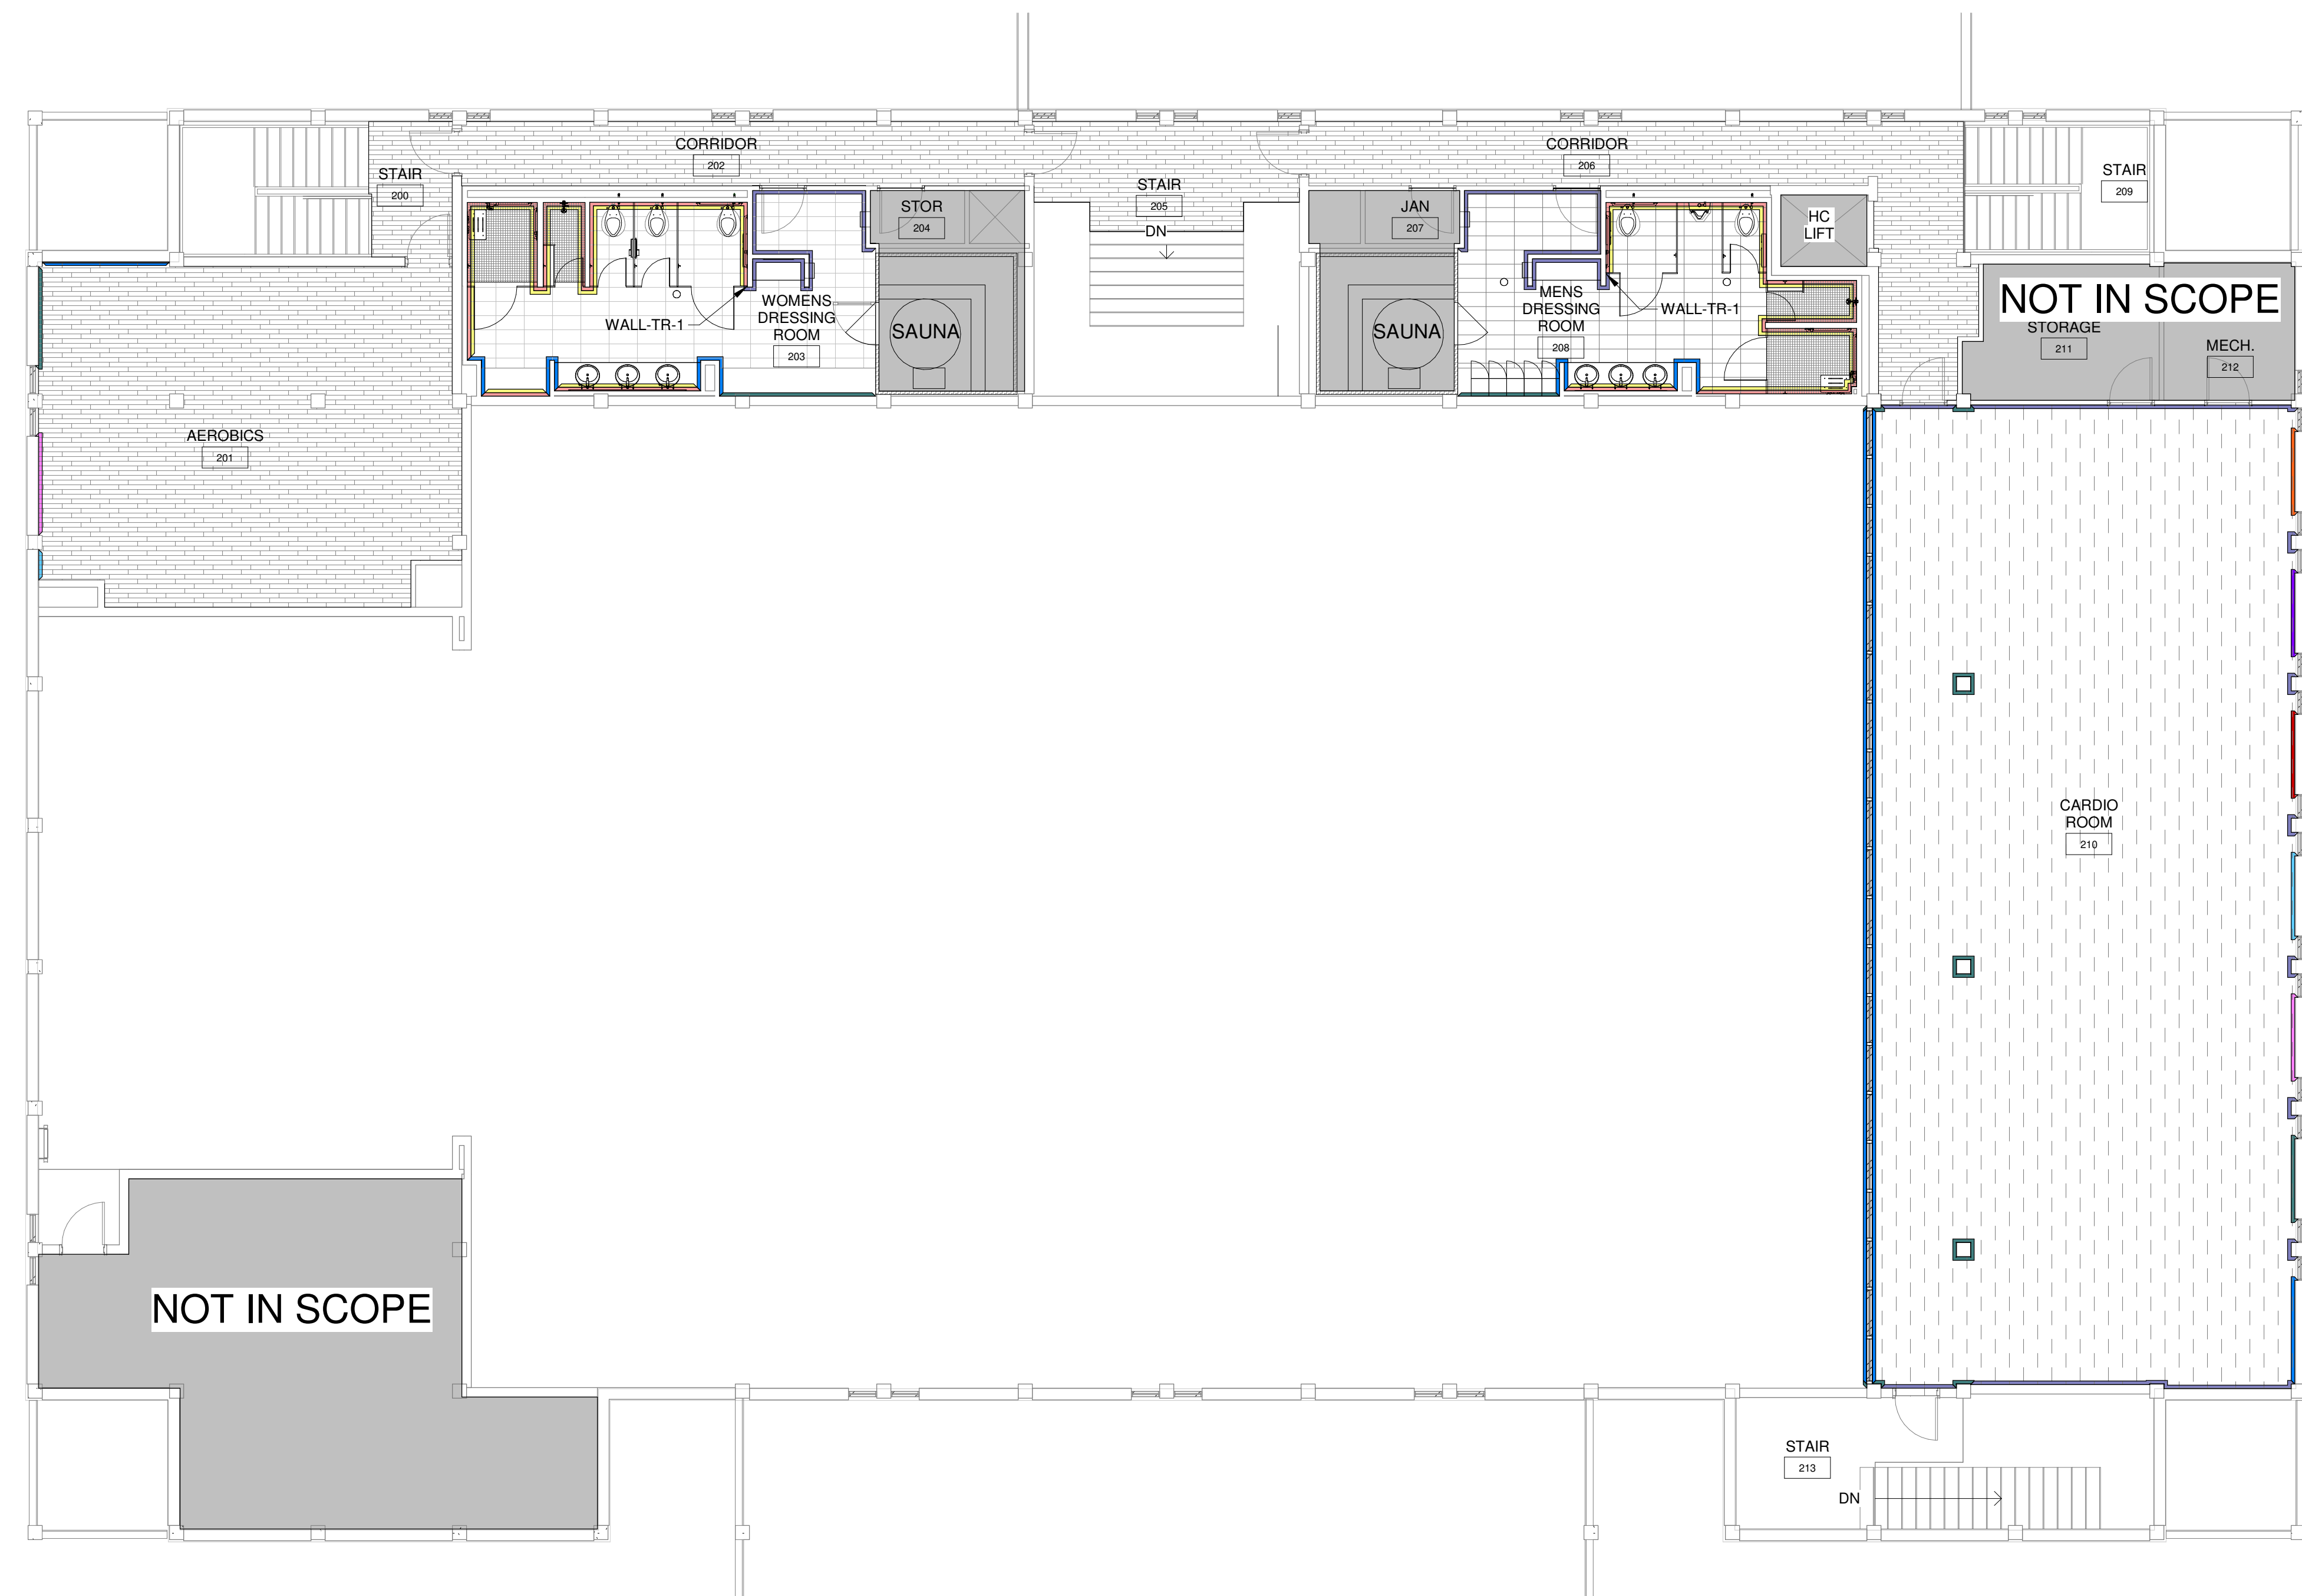 CORRIDOR
202
CORRIDOR
206
STAIR
200
STAIR
205
DN
STAIR
209
STOR
204
JAN
207
HC
LIFT
WALL-TR-1
WOMENS
DRESSING
ROOM
203
SAUNA
SAUNA
MENS
DRESSING
ROOM
208
WALL-TR-1
NOT IN SCOPE
STORAGE
211
MECH.
212
AEROBICS
201
CARDIO
ROOM
210
NOT IN SCOPE
STAIR
213
DN